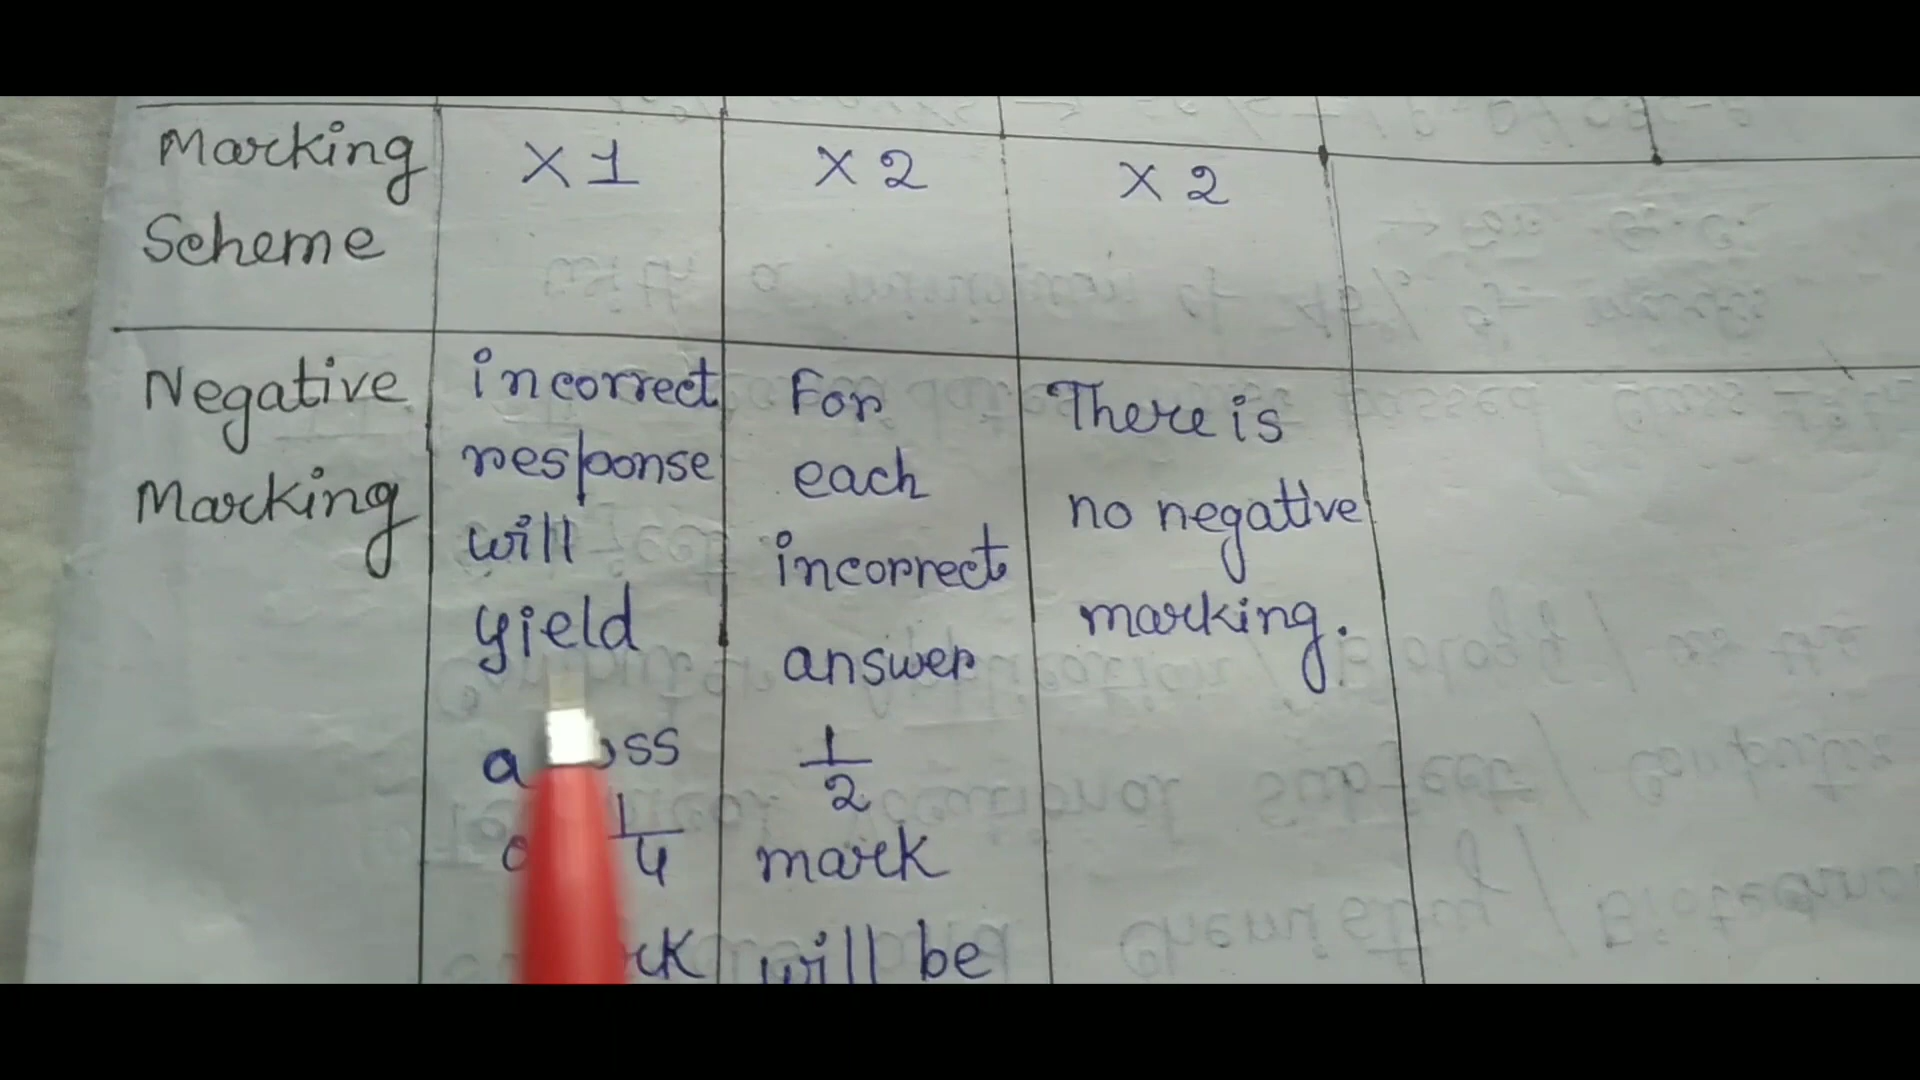 Marking
Scheme
X 1
X 2
X 2
Negative
Marking
incorrect
response
will
yield
a
1/4
For
each
incorrect
answer
1/2
mark
will be
There is
no negative
marking.